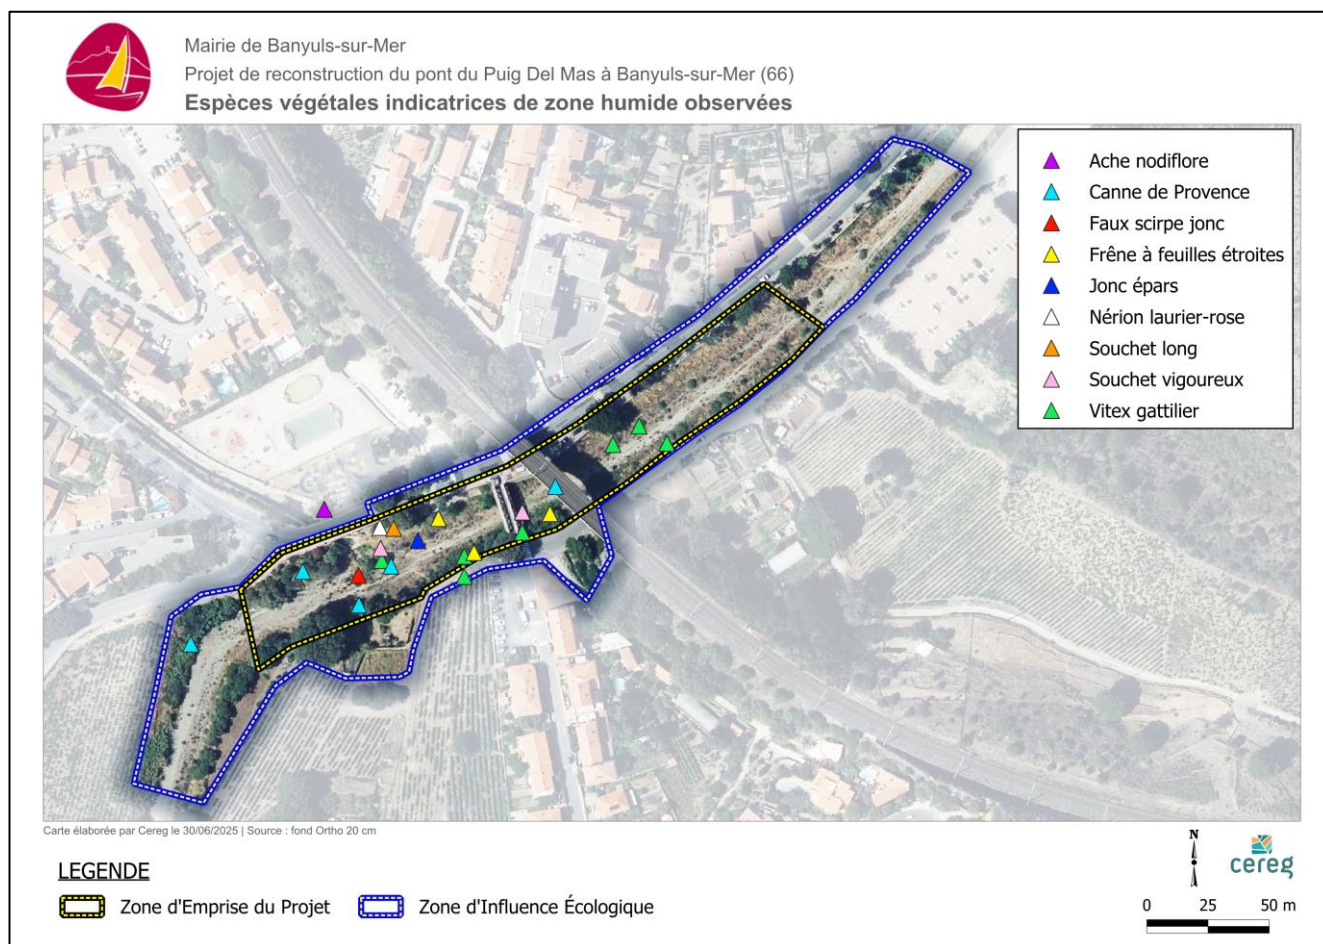 Mairie de Banyuls-sur-Mer
Projet de reconstruction du pont du Puig Del Mas à Banyuls-sur-Mer (66)
Espèces végétales indicatrices de zone humide observées
Ache nodiflore
Canne de Provence
Faux scirpe jonc
Frêne à feuilles étroites
Jonc épars
Nérion laurier-rose
Souchet long
Souchet vigoureux
Vitex gattilier
Carte élaborée par Cereg le 30/06/2025 | Source : fond Ortho 20 cm
LEGENDE
Zone d'Emprise du Projet
Zone d'Influence Écologique
N
cereg
0 25 50 m